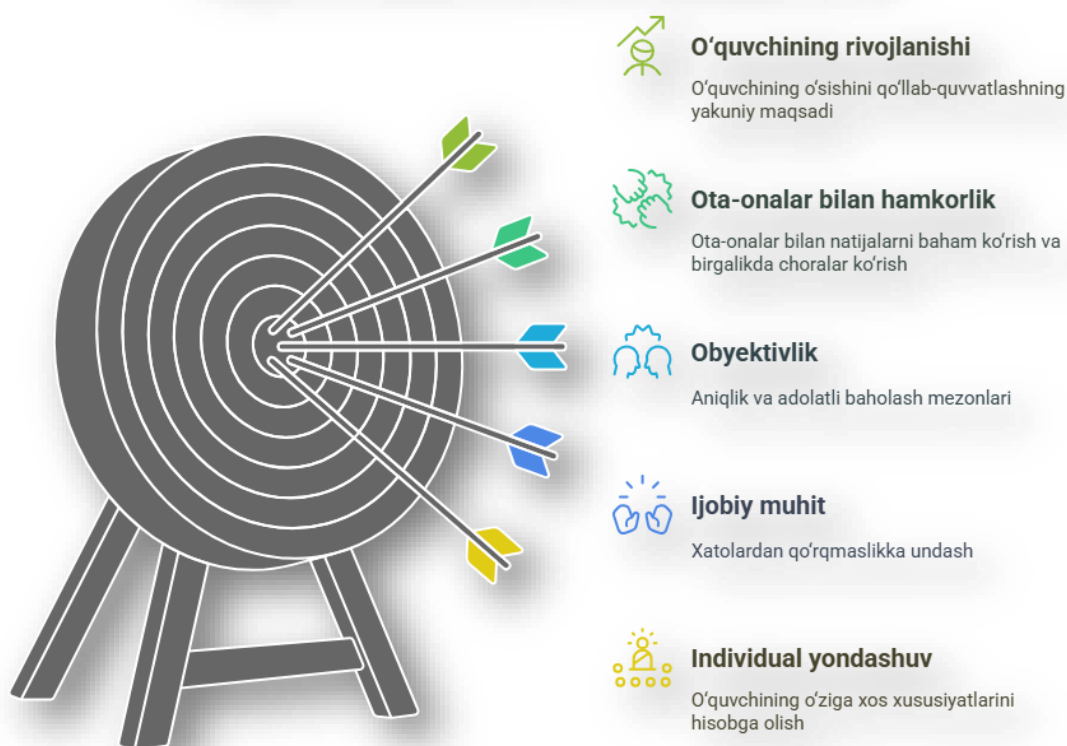 O‘quvchining rivojlanishi
O‘quvchining o‘sishini qo‘llab-quvvatlashning
yakuniy maqsadi
Ota-onalar bilan hamkorlik
Ota-onalar bilan natijalarni baham ko‘rish va
birgalikda choralar ko‘rish
Obyektivlik
Aniqlik va adolatli baholash mezonlari
Ijobiy muhit
Xatolardan qo‘rqmaslikka undash
Individual yondashuv
O‘quvchining o‘ziga xos xususiyatlarini
hisobga olish